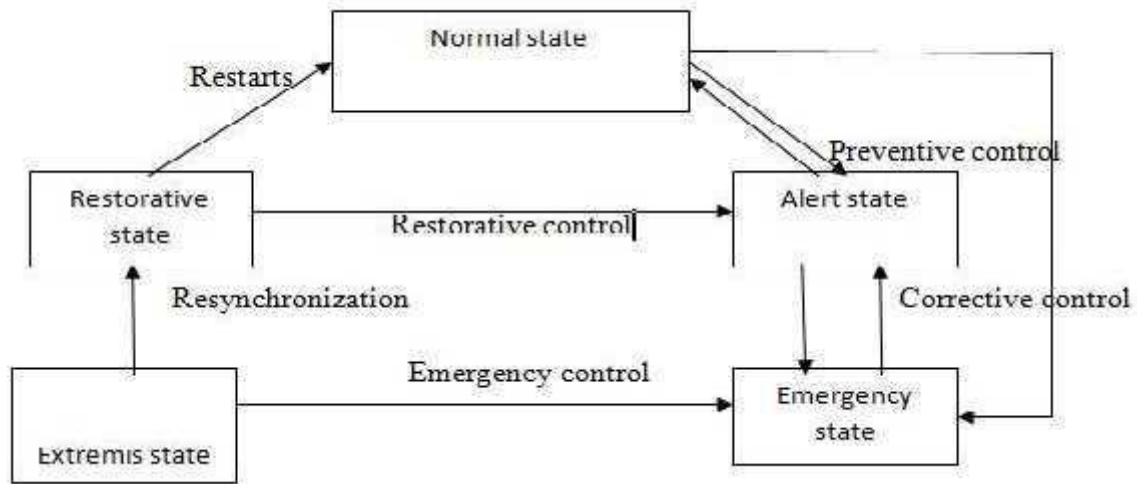 Normal state
Restarts
Preventive control
Restorative
state
Alert state
Restorative control
Resynchronization
Corrective control
Emergency control
Emergency
state
Extremis state